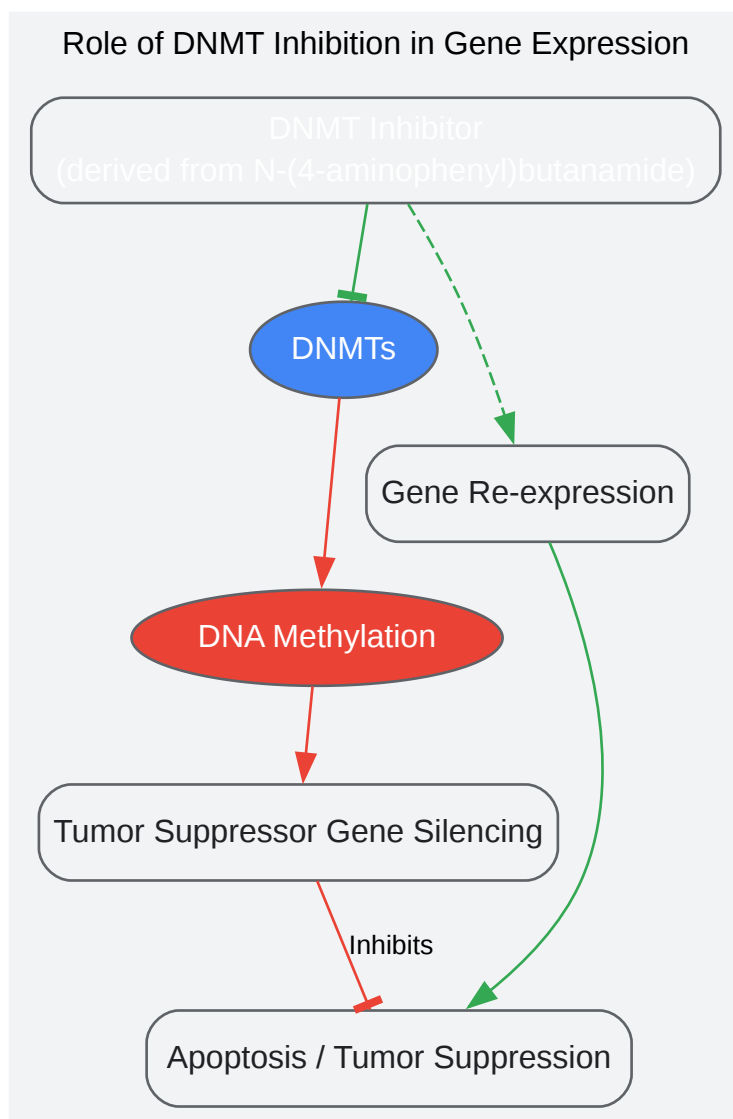 Role of DNMT Inhibition in Gene Expression
DNMT Inhibitor
(derived from N-(4-aminophenyl)butanamide)
DNMTs
Gene Re-expression
DNA Methylation
Tumor Suppressor Gene Silencing
Inhibits
Apoptosis / Tumor Suppression